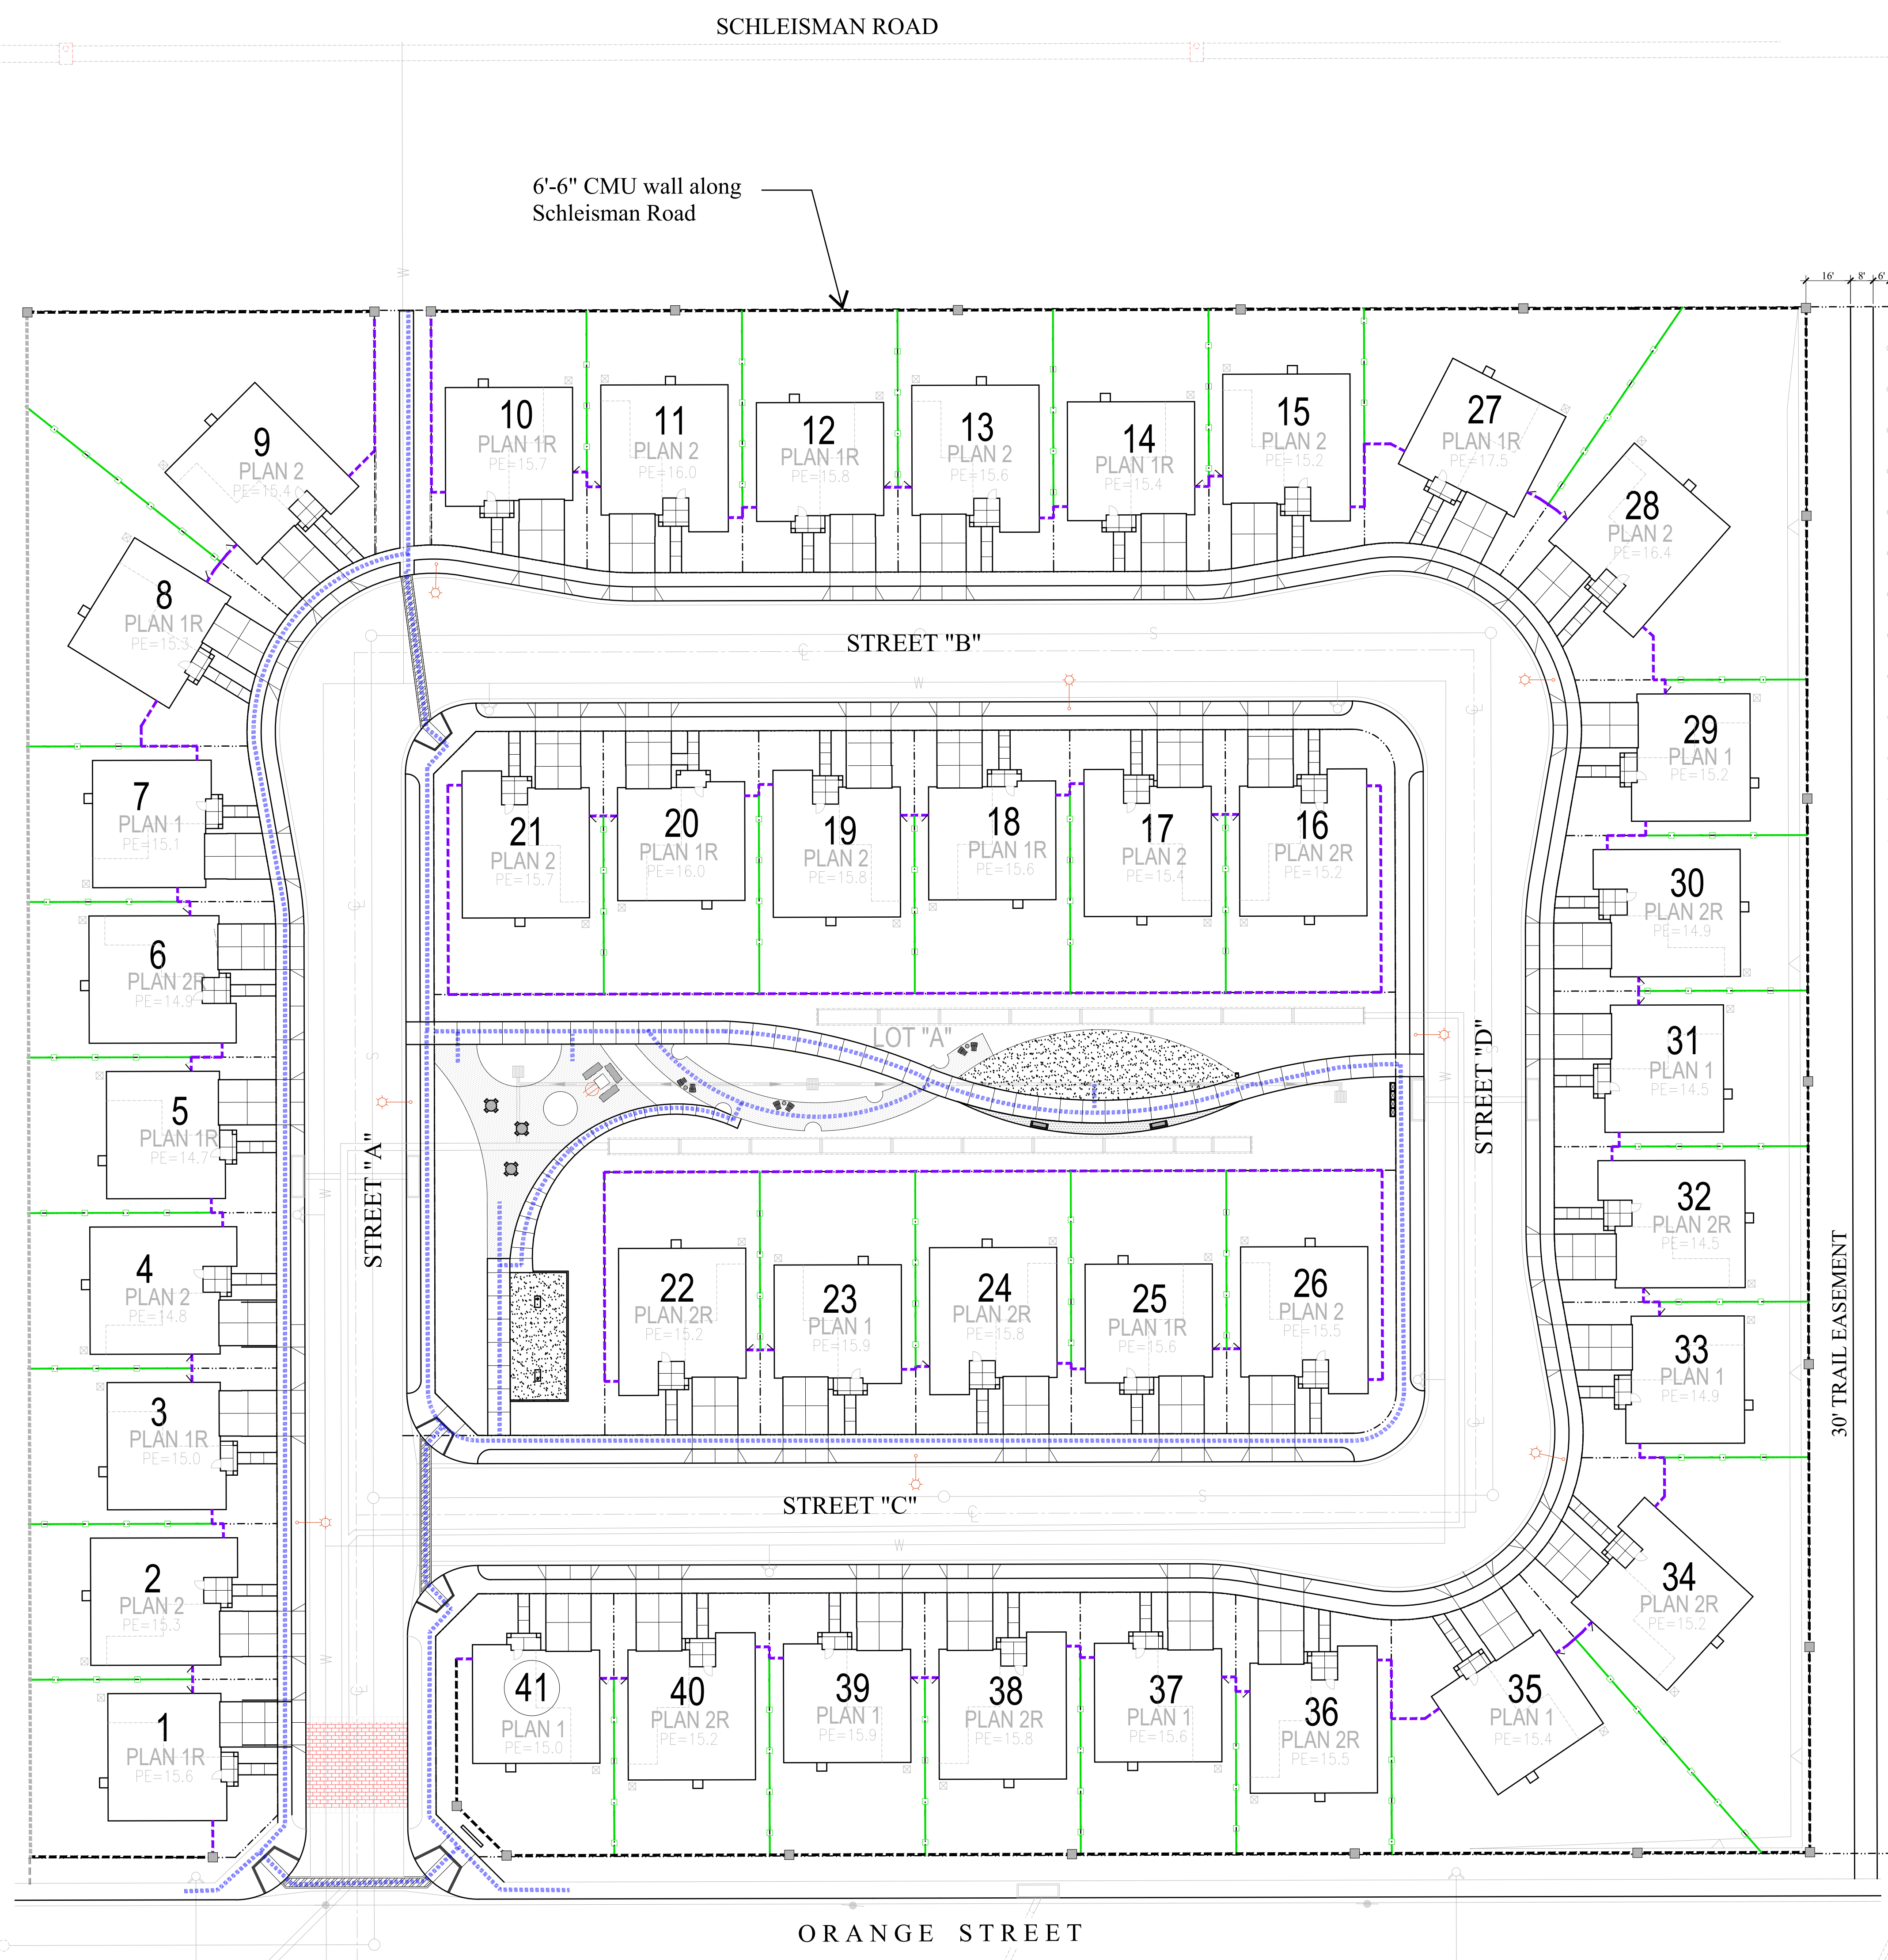 SCHLEISMAN ROAD
6'-6" CMU wall along
Schleisman Road
16'
8'
6'
W
9
PLAN 2
PE=15.4
10
PLAN 1R
PE=15.7
11
PLAN 2
PE=16.0
12
PLAN 1R
PE=15.8
13
PLAN 2
PE=15.6
14
PLAN 1R
PE=15.4
15
PLAN 2
PE=15.2
27
PLAN 1R
PE=17.5
28
PLAN 2
PE=16.4
8
PLAN 1R
PE=15.3
STREET "B"
S
W
7
PLAN 1
PE=15.1
21
PLAN 2
PE=15.7
20
PLAN 1R
PE=16.0
19
PLAN 2
PE=15.8
18
PLAN 1R
PE=15.6
17
PLAN 2
PE=15.4
16
PLAN 2R
PE=15.2
29
PLAN 1
PE=15.2
6
PLAN 2R
PE=14.9
30
PLAN 2R
PE=14.9
LOT "A"
STREET "D"
S
W
5
PLAN 1R
PE=14.7
31
PLAN 1
PE=14.5
STREET "A"
S
W
4
PLAN 2
PE=14.8
32
PLAN 2R
PE=14.5
30' TRAIL EASEMENT
22
PLAN 2R
PE=15.2
23
PLAN 1
PE=15.9
24
PLAN 2R
PE=15.8
25
PLAN 1R
PE=15.6
26
PLAN 2
PE=15.5
3
PLAN 1R
PE=15.0
33
PLAN 1
PE=14.9
STREET "C"
S
W
2
PLAN 2
PE=15.3
34
PLAN 2R
PE=15.2
W
1
PLAN 1R
PE=15.6
41
PLAN 1
PE=15.0
40
PLAN 2R
PE=15.2
39
PLAN 1
PE=15.9
38
PLAN 2R
PE=15.8
37
PLAN 1
PE=15.6
36
PLAN 2R
PE=15.5
35
PLAN 1
PE=15.4
ORANGE STREET